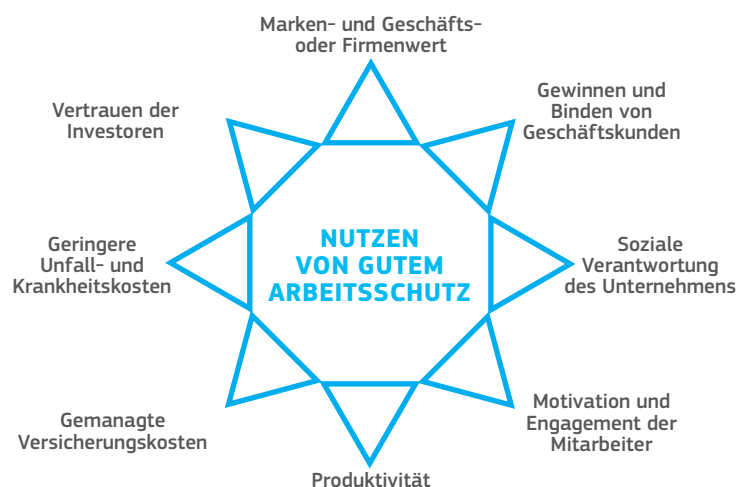 Marken- und Geschäfts-
oder Firmenwert
Gewinnen und
Binden von
Geschäftskunden
Soziale
Verantwortung
des Unternehmens
Motivation und
Engagement der
Mitarbeiter
Produktivität
Gemanagte
Versicherungskosten
Geringere
Unfall- und
Krankheitskosten
Vertrauen der
Investoren
NUTZEN
VON GUTEM
ARBEITSSCHUTZ